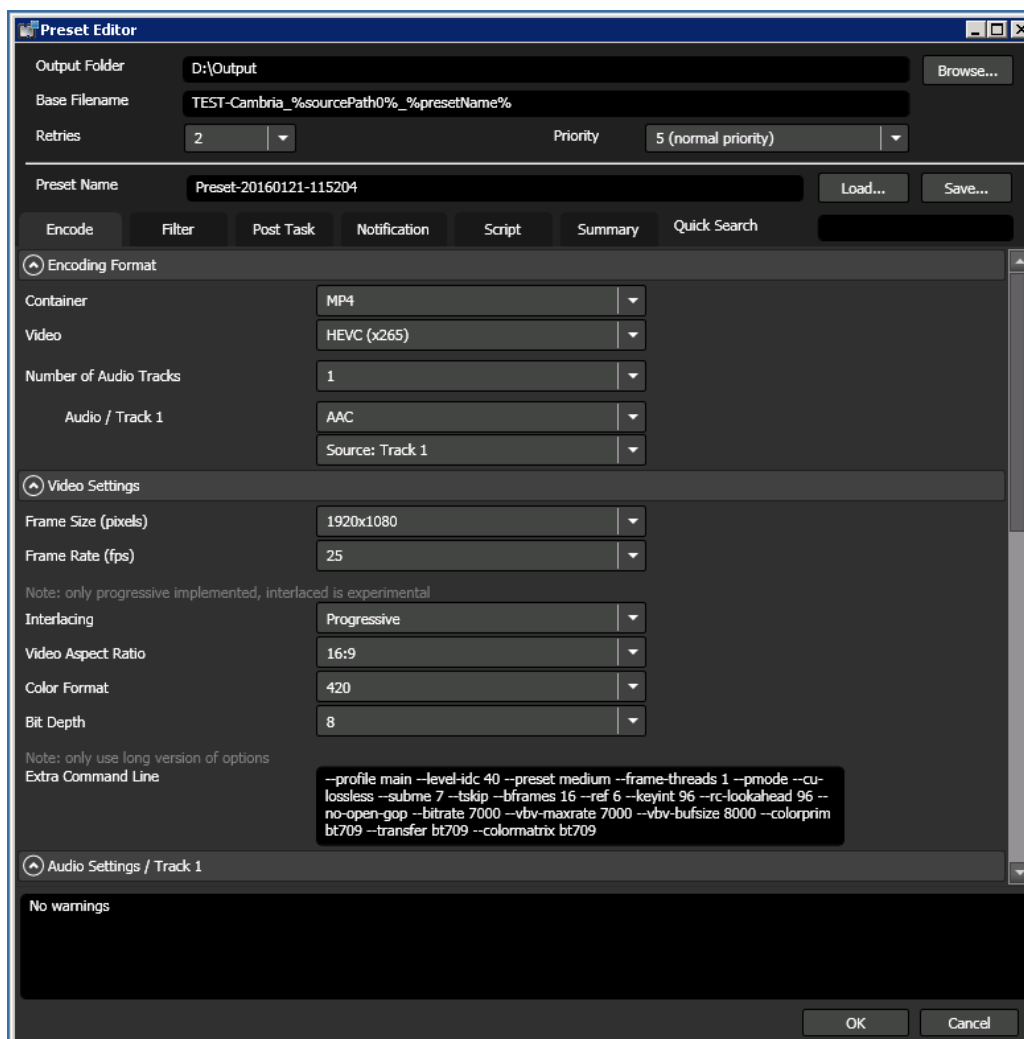 Preset Editor
Output Folder
D:\Output
Browse...
Base Filename
TEST-Cambria_%sourcePath0%_%presetName%
Retries
2
Priority
5 (normal priority)
Preset Name
Preset-20160121-115204
Load...
Save...
Encode
Filter
Post Task
Notification
Script
Summary
Quick Search
Encoding Format
Container
MP4
Video
HEVC (x265)
Number of Audio Tracks
1
Audio / Track 1
AAC
Source: Track 1
Video Settings
Frame Size (pixels)
1920x1080
Frame Rate (fps)
25
Note: only progressive implemented, interlaced is experimental
Interlacing
Progressive
Video Aspect Ratio
16:9
Color Format
420
Bit Depth
8
Note: only use long version of options
Extra Command Line
--profile main --level-idc 40 --preset medium --frame-threads 1 --pmode --cu-
lossless --subme 7 --tskip --bframes 16 --ref 6 --keyint 96 --rc-lookahead 96 --
no-open-gop --bitrate 7000 --vbv-maxrate 7000 --vbv-bufsize 8000 --colorprim
bt709 --transfer bt709 --colormatrix bt709
Audio Settings / Track 1
No warnings
OK
Cancel